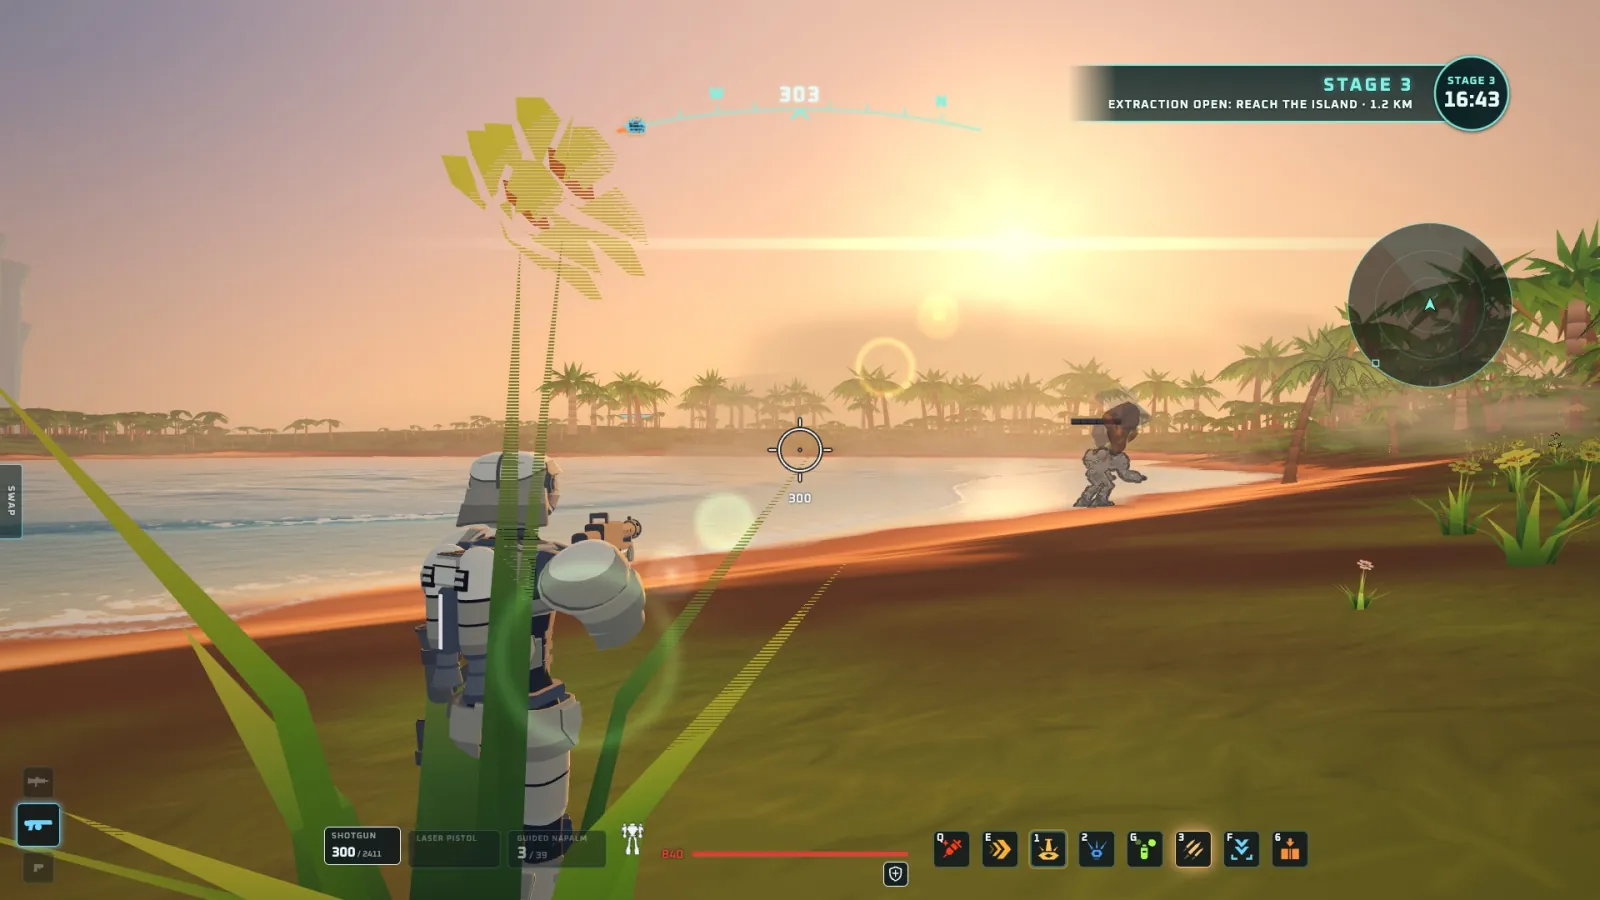 W
303
N
STAGE 3
EXTRACTION OPEN: REACH THE ISLAND · 1.2 KM
STAGE 3
16:43
300
SWAP
SHOTGUN
300 / 2411
LASER PISTOL
GUIDED NAPALM
3 / 39
840
Q
E
1
2
G
3
F
6